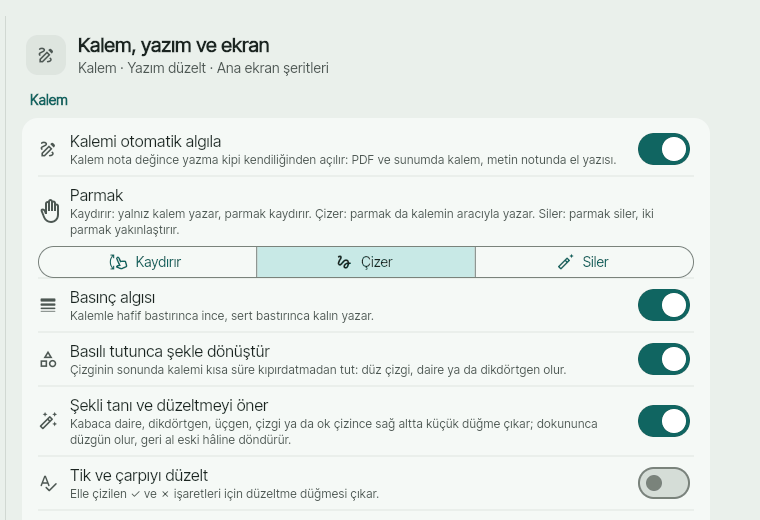 Kalem, yazım ve ekran
Kalem · Yazım düzelt · Ana ekran şeritleri
Kalem
Kalemi otomatik algıla
Kalem nota değince yazma kipi kendiliğinden açılır: PDF ve sunumda kalem, metin notunda el yazısı.
Parmak
Kaydırır: yalnız kalem yazar, parmak kaydırır. Çizer: parmak da kalemin aracıyla yazar. Siler: parmak siler, iki
parmak yakınlaştırır.
Kaydırır
Çizer
Siler
Basınç algısı
Kalemle hafif bastırınca ince, sert bastırınca kalın yazar.
Basılı tutunca şekle dönüştür
Çizginin sonunda kalemi kısa süre kıpırdatmadan tut: düz çizgi, daire ya da dikdörtgen olur.
Şekli tanı ve düzeltmeyi öner
Kabaca daire, dikdörtgen, üçgen, çizgi ya da ok çizince sağ altta küçük düğme çıkar; dokununca
düzgün olur, geri al eski hâline döndürür.
Tik ve çarpıyı düzelt
Elle çizilen ✓ ve × işaretleri için düzeltme düğmesi çıkar.